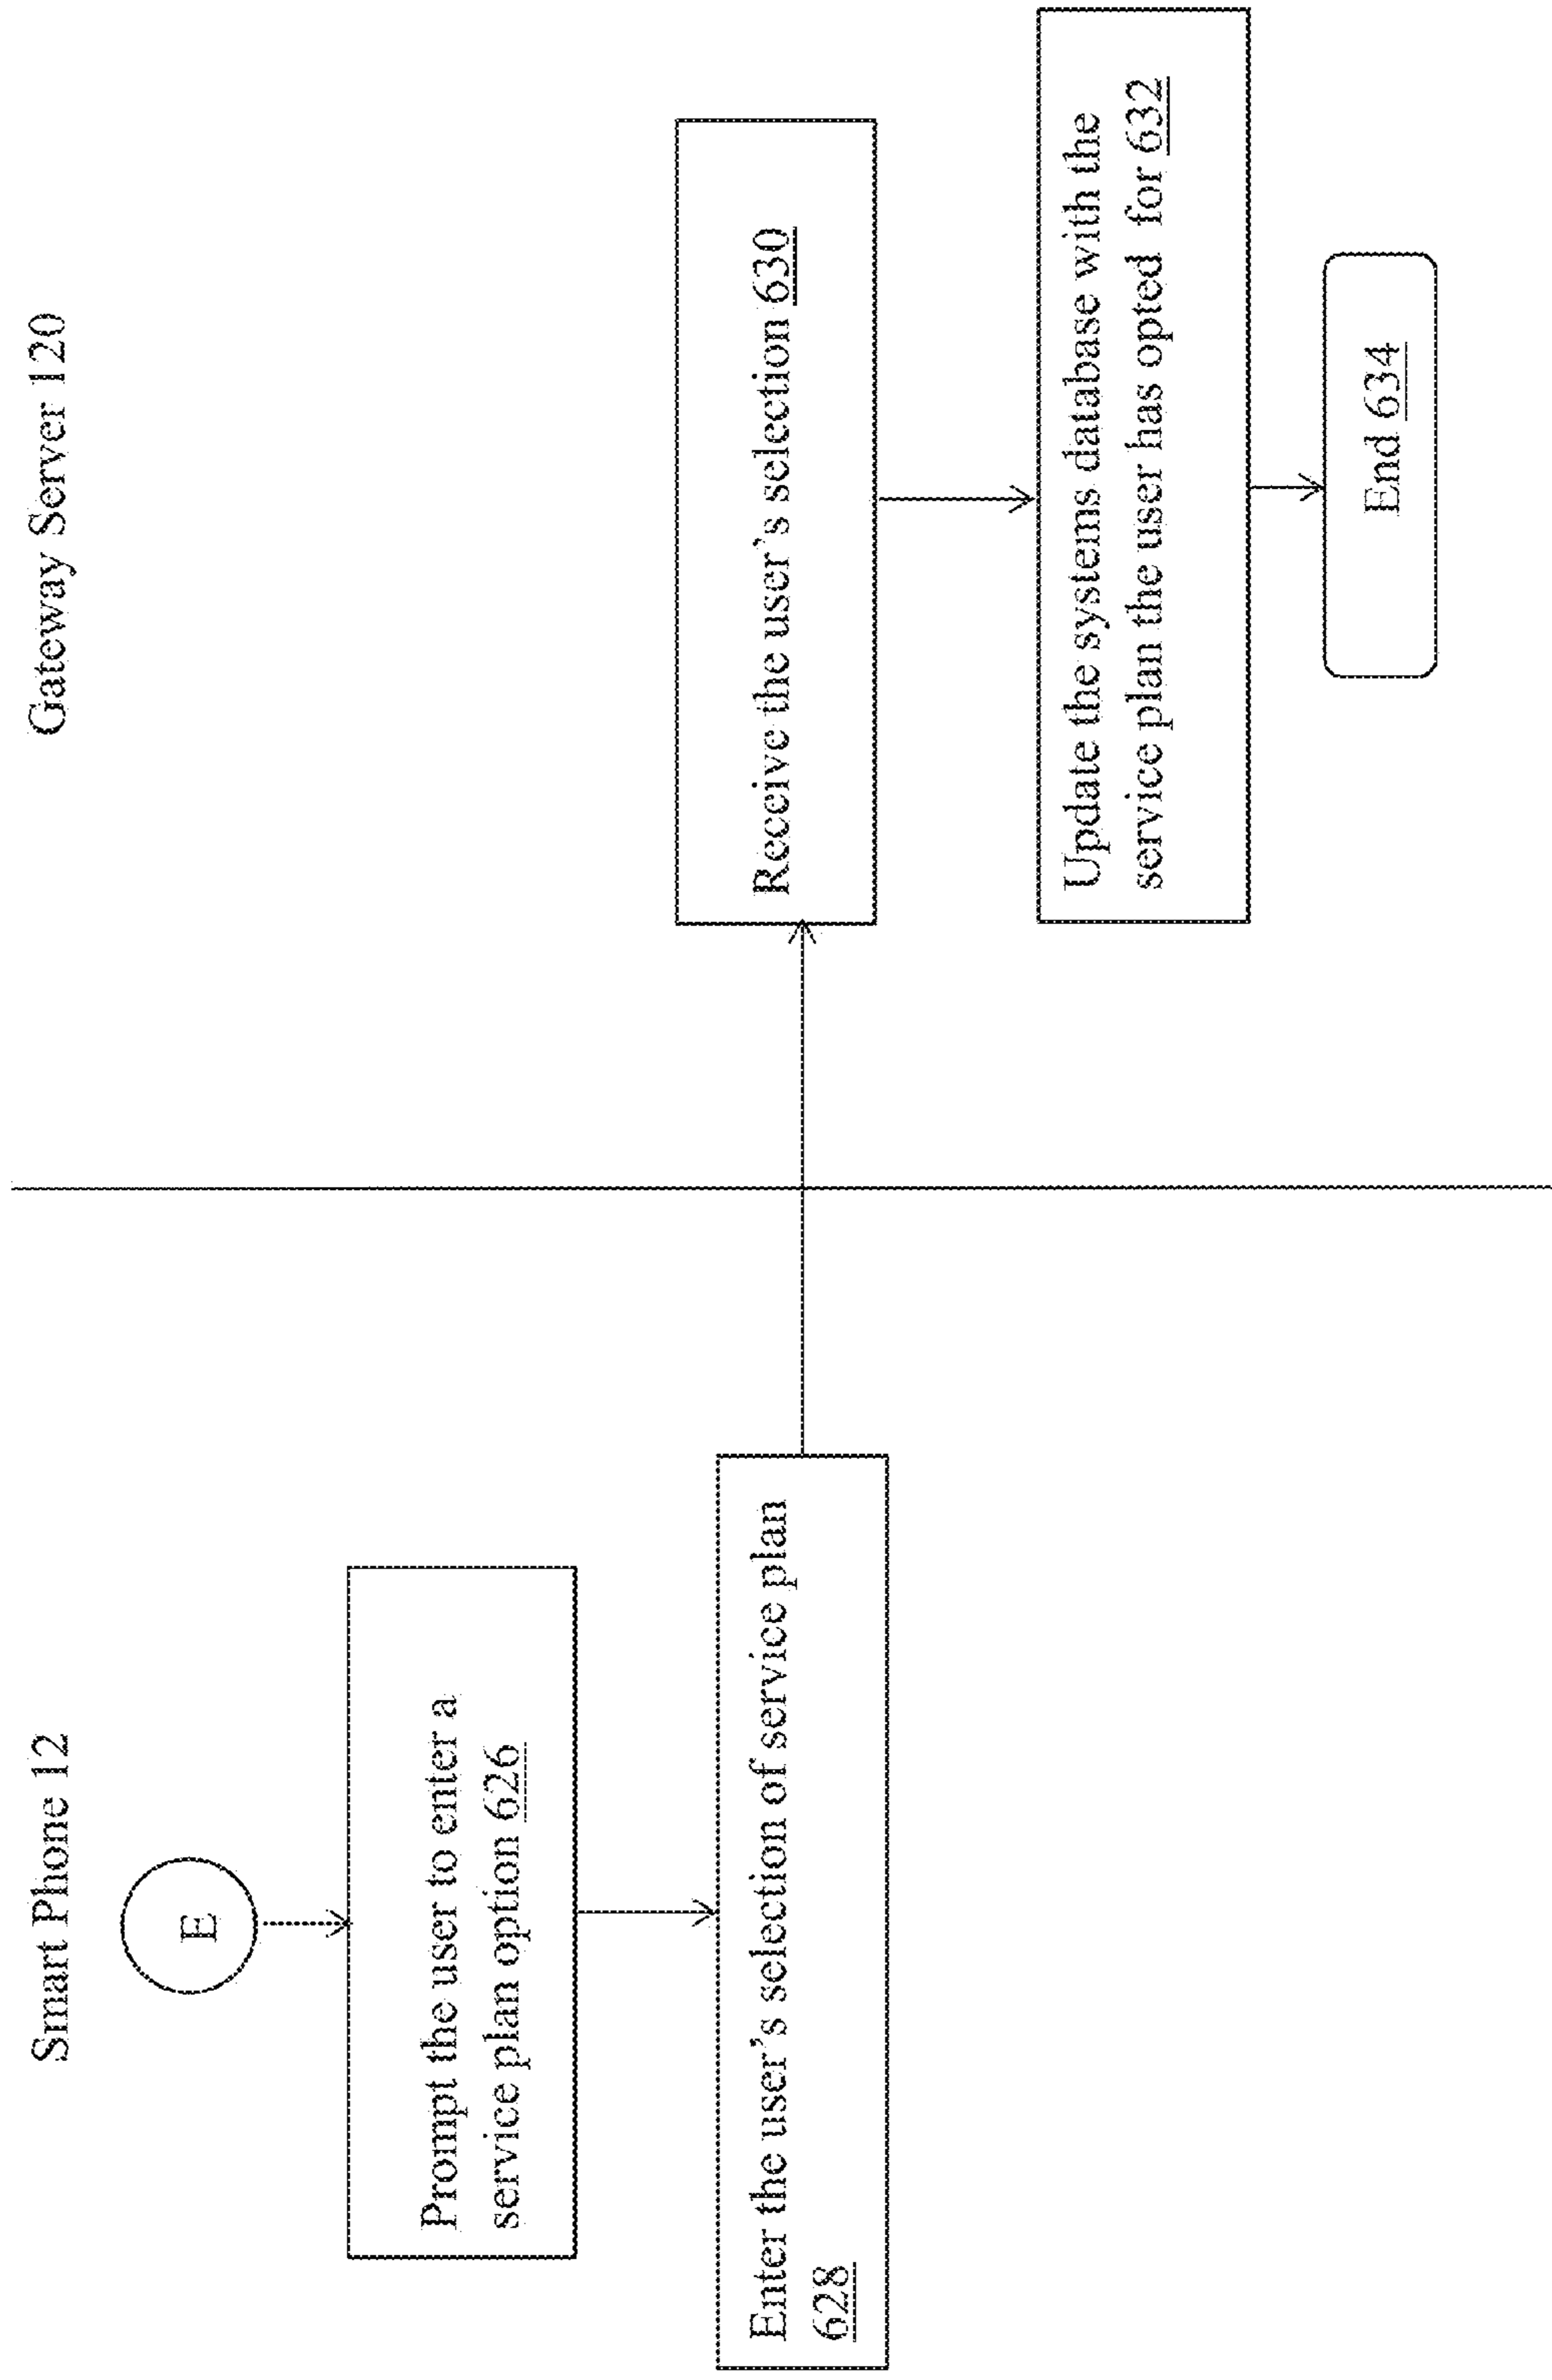 Smart Phone 12
Gateway Server 120
E
Prompt the user to enter a
service plan option 626
Enter the user's selection of service plan
628
Receive the user's selection 630
Update the systems database with the
service plan the user has opted for 632
End 634